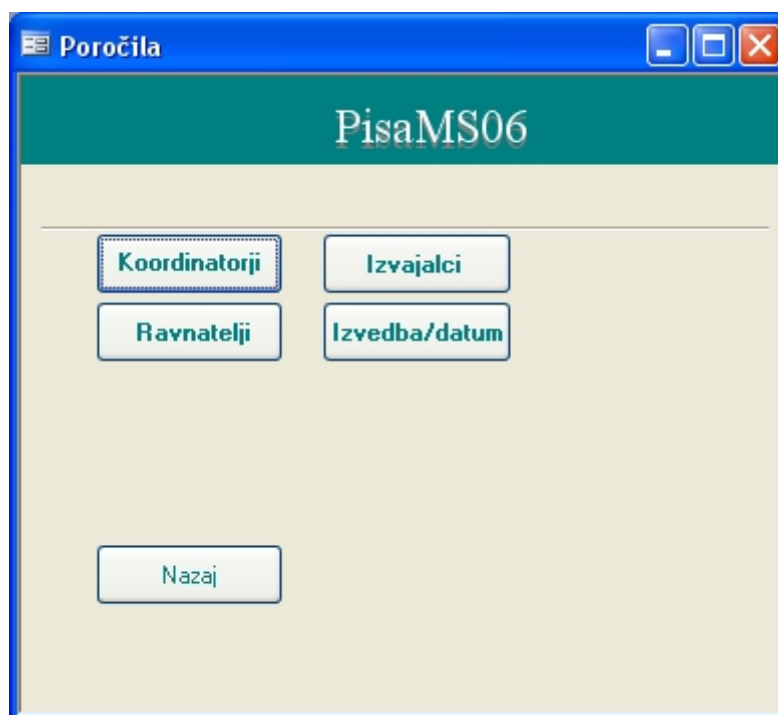 Poročila
PisaMS06
Koordinatorji Izvajalci
Ravnatelji Izvedba/datum
Nazaj